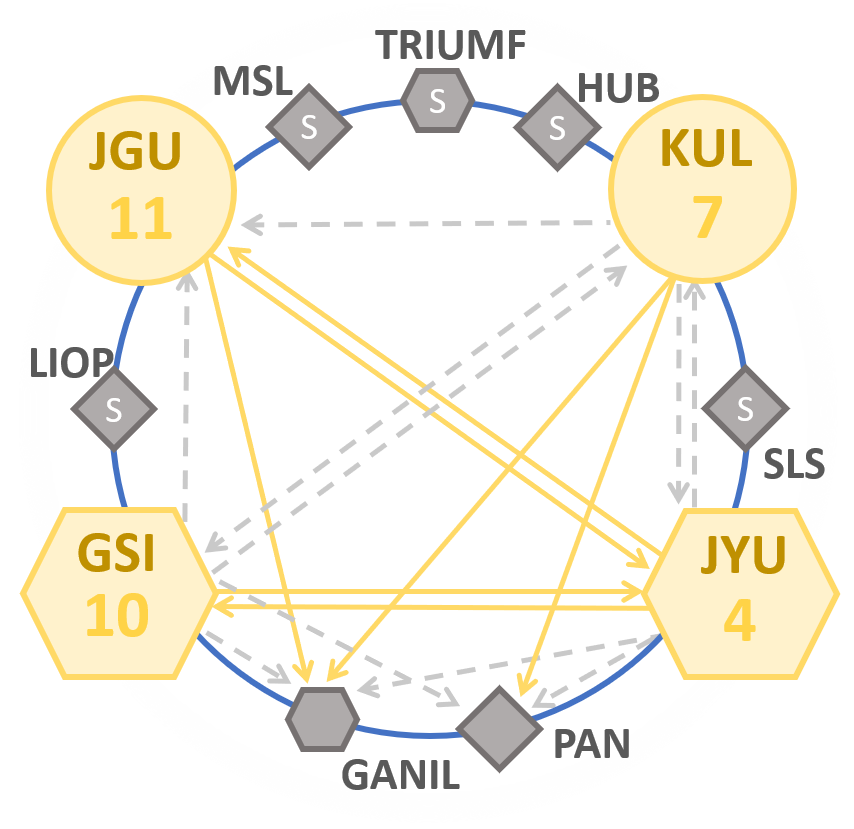 TRIUMF
MSL
S
HUB
S
S
JGU
11
KUL
7
LIOP
S
S
SLS
GSI
10
JYU
4
GANIL
PAN